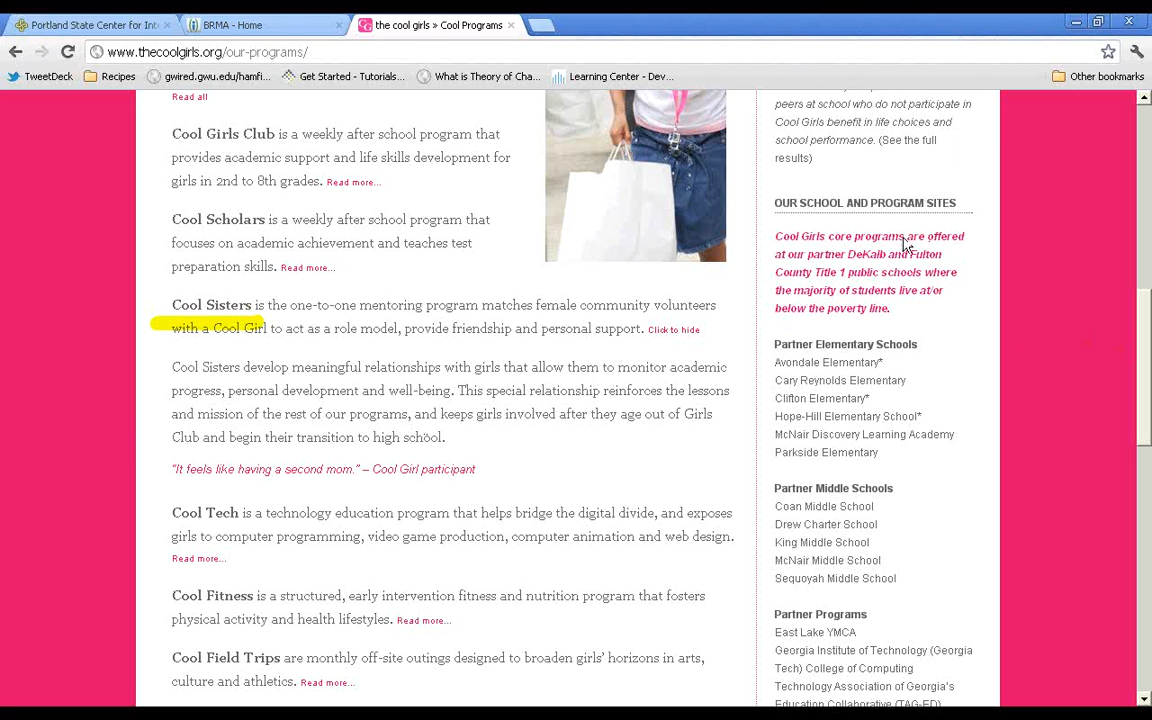 Portland State Center for Int
BRMA - Home
the cool girls » Cool Programs
www.thecoolgirls.org/our-programs/
TweetDeck
Recipes
gwired.gwu.edu/hamfi...
Get Started - Tutorials...
What is Theory of Cha...
Learning Center - Dev...
Other bookmarks
Read all
Cool Girls Club is a weekly after school program that
provides academic support and life skills development for
girls in 2nd to 8th grades. Read more...
Cool Scholars is a weekly after school program that
focuses on academic achievement and teaches test
preparation skills. Read more...
Cool Sisters is the one-to-one mentoring program matches female community volunteers
with a Cool Girl to act as a role model, provide friendship and personal support. Click to hide
Cool Sisters develop meaningful relationships with girls that allow them to monitor academic
progress, personal development and well-being. This special relationship reinforces the lessons
and mission of the rest of our programs, and keeps girls involved after they age out of Girls
Club and begin their transition to high school.
"It feels like having a second mom." – Cool Girl participant
Cool Tech is a technology education program that helps bridge the digital divide, and exposes
girls to computer programming, video game production, computer animation and web design.
Read more...
Cool Fitness is a structured, early intervention fitness and nutrition program that fosters
physical activity and health lifestyles. Read more...
Cool Field Trips are monthly off-site outings designed to broaden girls' horizons in arts,
culture and athletics. Read more...
peers at school who do not participate in
Cool Girls benefit in life choices and
school performance. (See the full
results)
OUR SCHOOL AND PROGRAM SITES
Cool Girls core programs are offered
at our partner DeKalb and Fulton
County Title 1 public schools where
the majority of students live at/or
below the poverty line.
Partner Elementary Schools
Avondale Elementary*
Cary Reynolds Elementary
Clifton Elementary*
Hope-Hill Elementary School*
McNair Discovery Learning Academy
Parkside Elementary
Partner Middle Schools
Coan Middle School
Drew Charter School
King Middle School
McNair Middle School
Sequoyah Middle School
Partner Programs
East Lake YMCA
Georgia Institute of Technology (Georgia
Tech) College of Computing
Technology Association of Georgia's
Education Collaborative (TAG-ED)